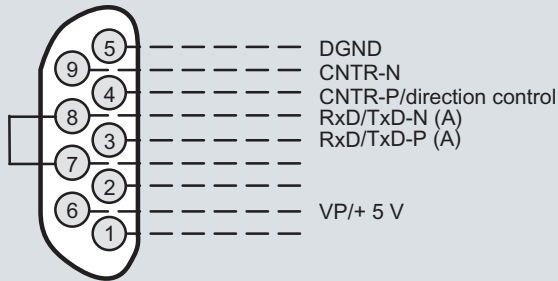 5
DGND
9
CNTR-N
4
CNTR-P/direction control
8
RxD/TxD-N (A)
3
RxD/TxD-P (A)
7
2
6
VP/+ 5 V
1